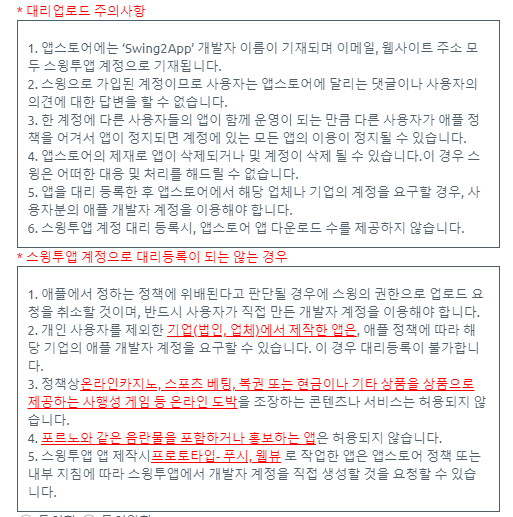 * 대리업로드 주의사항
1. 앱스토어에는 ‘Swing2App’ 개발자 이름이 기재되며 이메일, 웹사이트 주소 모
두 스윙투앱 계정으로 기재됩니다.
2. 스윙으로 가입된 계정이므로 사용자는 앱스토어에 달리는 댓글이나 사용자의
의견에 대한 답변을 할 수 없습니다.
3. 한 계정에 다른 사용자들의 앱이 함께 운영이 되는 만큼 다른 사용자가 애플 정
책을 어겨서 앱이 정지되면 계정에 있는 모든 앱의 이용이 정지될 수 있습니다.
4. 앱스토어의 제재로 앱이 삭제되거나 및 계정이 삭제 될 수 있습니다.이 경우 스
윙은 어떠한 대응 및 처리를 해드릴 수 없습니다.
5. 앱을 대리 등록한 후 앱스토어에서 해당 업체나 기업의 계정을 요구할 경우, 사
용자분의 애플 개발자 계정을 이용해야 합니다.
6. 스윙투앱 계정 대리 등록시, 앱스토어 앱 다운로드 수를 제공하지 않습니다.
* 스윙투앱 계정으로 대리등록이 되는 않는 경우
1. 애플에서 정하는 정책에 위배된다고 판단될 경우에 스윙의 권한으로 업로드 요
청을 취소할 것이며, 반드시 사용자가 직접 만든 개발자 계정을 이용해야 합니다.
2. 개인 사용자를 제외한 기업(법인, 업체)에서 제작한 앱은, 애플 정책에 따라 해
당 기업의 애플 개발자 계정을 요구할 수 있습니다. 이 경우 대리등록이 불가합니
다.
3. 정책상온라인카지노, 스포츠 베팅, 복권 또는 현금이나 기타 상품을 상품으로
제공하는 사행성 게임 등 온라인 도박을 조장하는 콘텐츠나 서비스는 허용되지 않
습니다.
4. 포르노와 같은 음란물을 포함하거나 홍보하는 앱은 허용되지 않습니다.
5. 스윙투앱 앱 제작시프로토타입- 푸시, 웹뷰 로 작업한 앱은 앱스토어 정책 또는
내부 지침에 따라 스윙투앱에서 개발자 계정을 직접 생성할 것을 요청할 수 있습
니다.